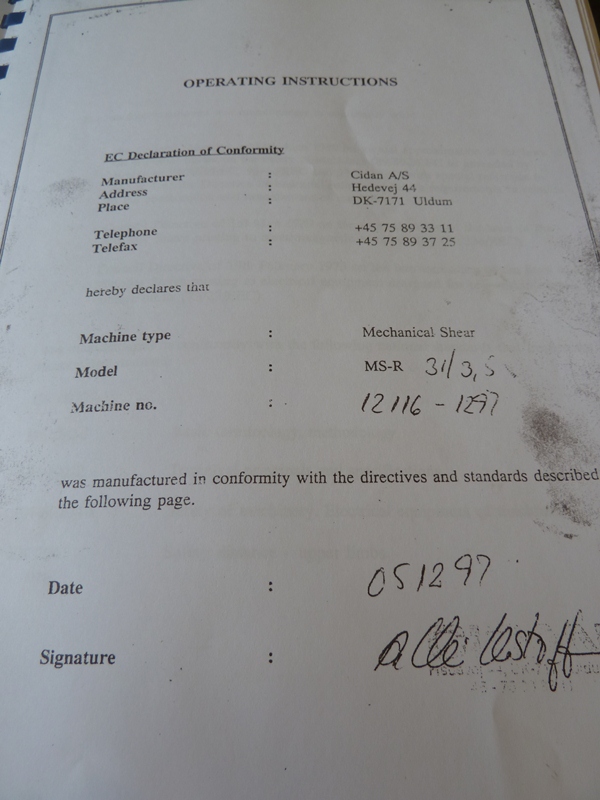 OPERATING INSTRUCTIONS
EC Declaration of Conformity
Manufacturer : Cidan A/S
Address : Hedevej 44
Place : DK-7171 Uldum
Telephone : +45 75 89 33 11
Telefax : +45 75 89 37 25
hereby declares that
Machine type : Mechanical Shear
Model : MS-R 31/3,5
Machine no. : 12116 - 1297
was manufactured in conformity with the directives and standards described
the following page.
Date : 051297
Signature :